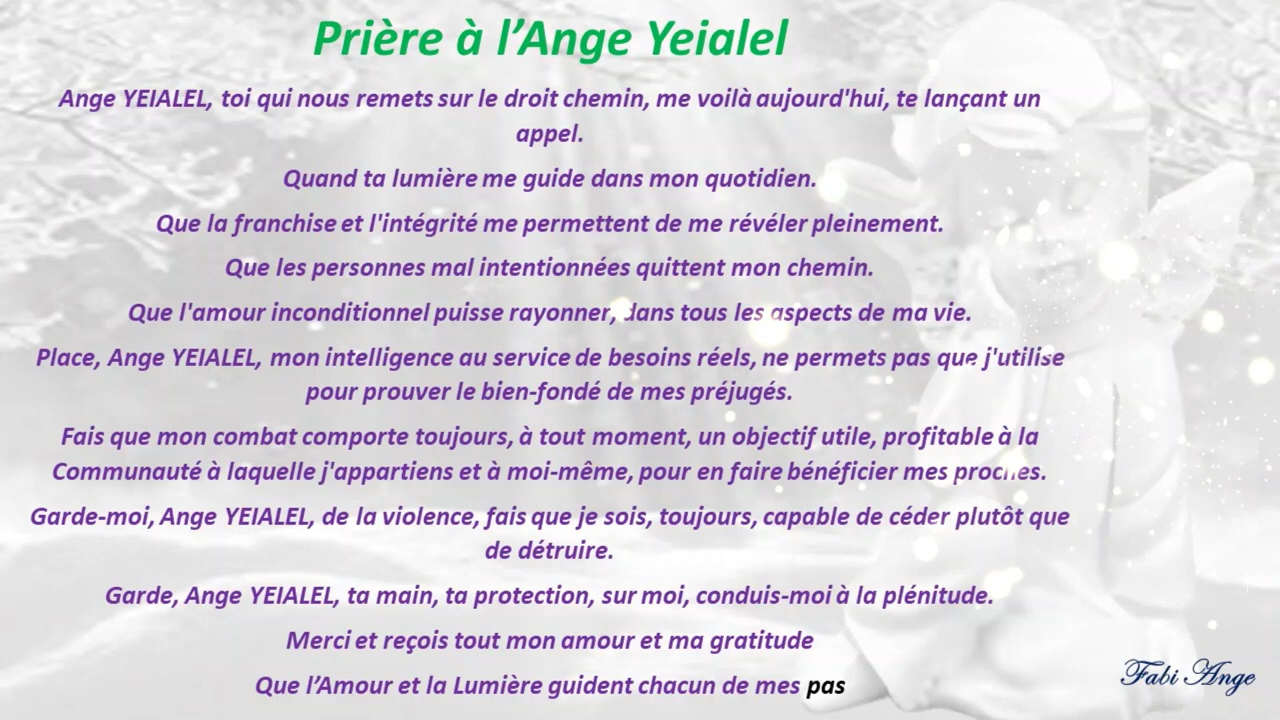 Prière à l’Ange Yeialel
Ange YEIALEL, toi qui nous remets sur le droit chemin, me voilà aujourd'hui, te lançant un
appel.
Quand ta lumière me guide dans mon quotidien.
Que la franchise et l'intégrité me permettent de me révéler pleinement.
Que les personnes mal intentionnées quittent mon chemin.
Que l'amour inconditionnel puisse rayonner, dans tous les aspects de ma vie.
Place, Ange YEIALEL, mon intelligence au service de besoins réels, ne permets pas que j'utilise
pour prouver le bien-fondé de mes préjugés.
Fais que mon combat comporte toujours, à tout moment, un objectif utile, profitable à la
Communauté à laquelle j'appartiens et à moi-même, pour en faire bénéficier mes proches.
Garde-moi, Ange YEIALEL, de la violence, fais que je sois, toujours, capable de céder plutôt que
de détruire.
Garde, Ange YEIALEL, ta main, ta protection, sur moi, conduis-moi à la plénitude.
Merci et reçois tout mon amour et ma gratitude
Que l’Amour et la Lumière guident chacun de mes pas
Fabi Ange